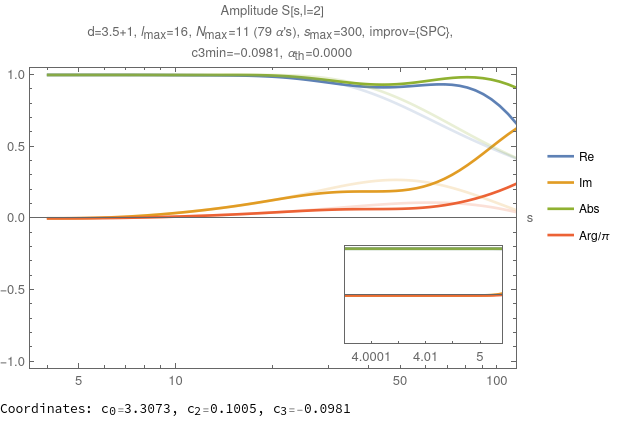 Amplitude S[s,l=2]
d=3.5+1, lmax=16, Nmax=11 (79 α's), smax=300, improv={SPC},
c3min=−0.0981, αth=0.0000
1.0
0.5
0.0
−0.5
−1.0
s
5 10 50 100
Re
Im
Abs
Arg/π
4.0001 4.01 5
Coordinates: c0=3.3073, c2=0.1005, c3=−0.0981